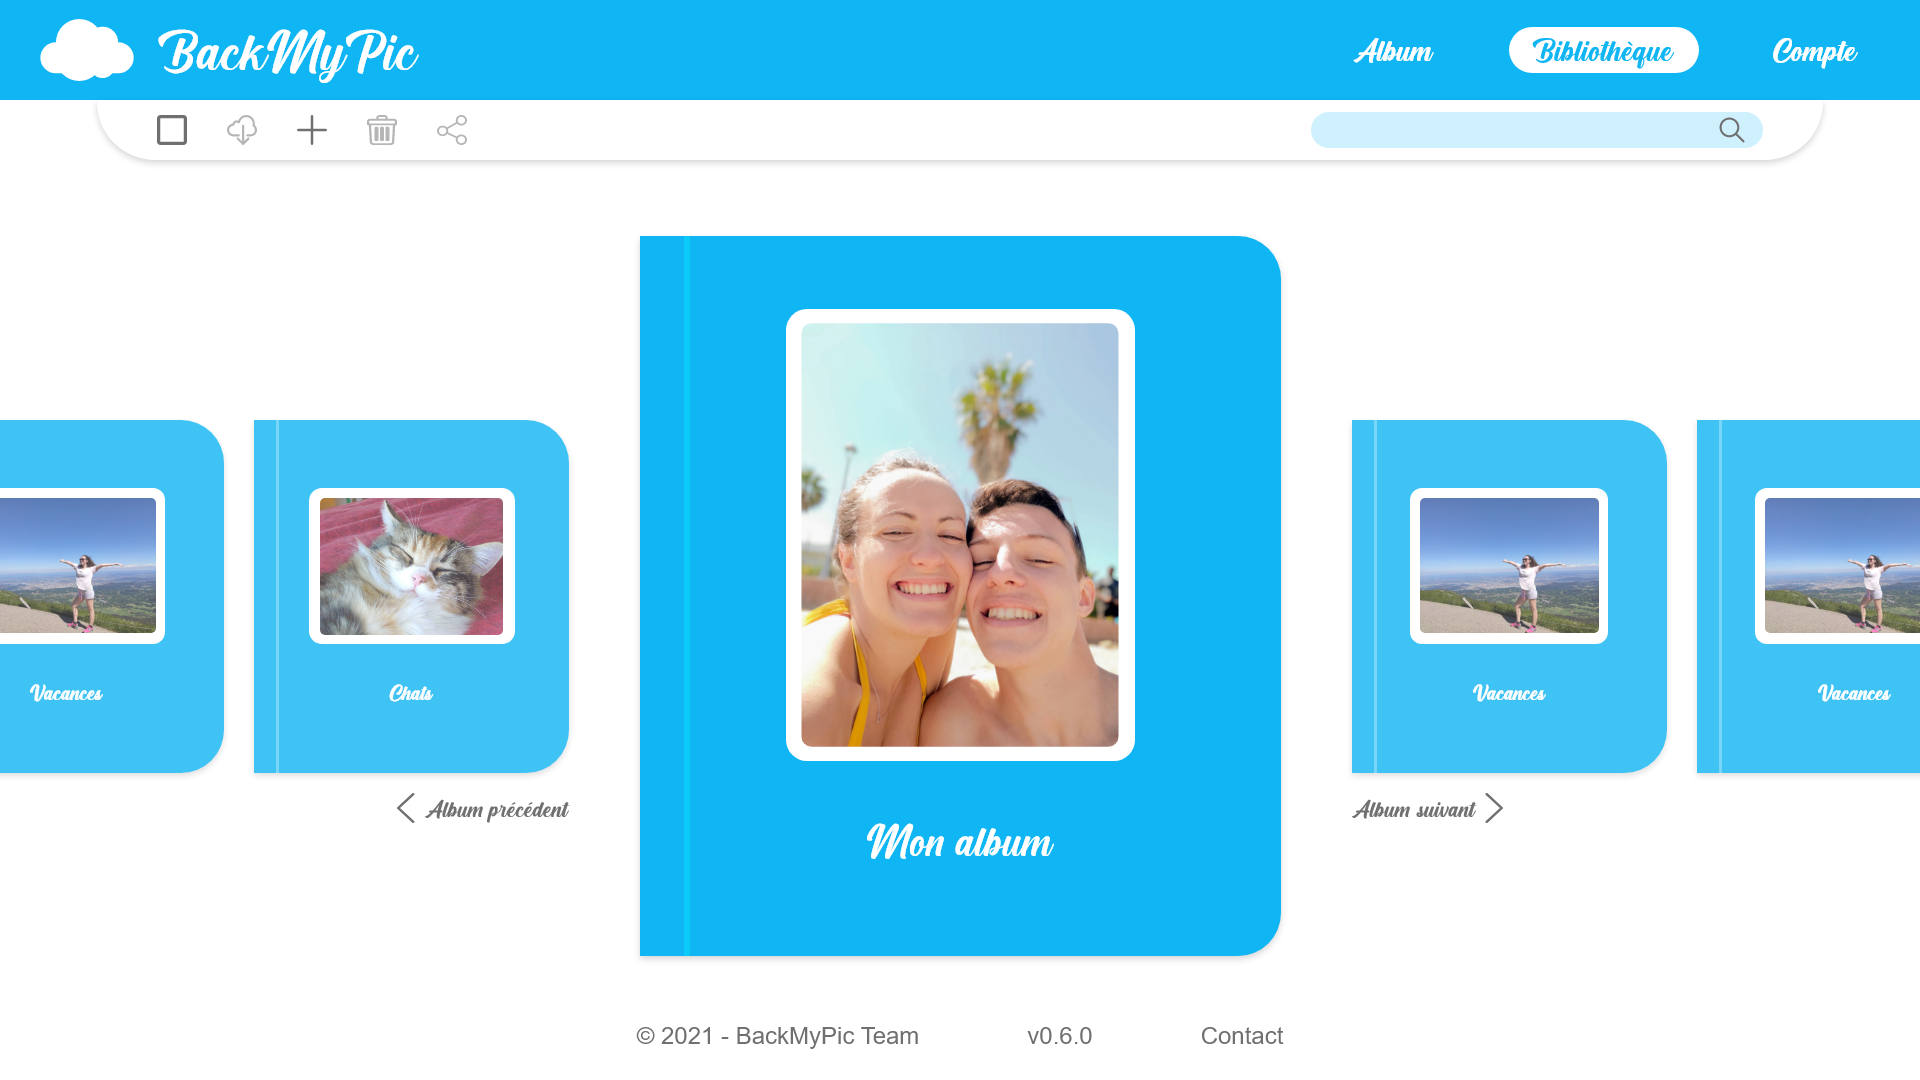 BackMyPic
Album
Bibliothèque
Compte
Vacances
Chats
Mon album
Vacances
Vacances
Album précédent
Album suivant
© 2021 - BackMyPic Team
v0.6.0
Contact